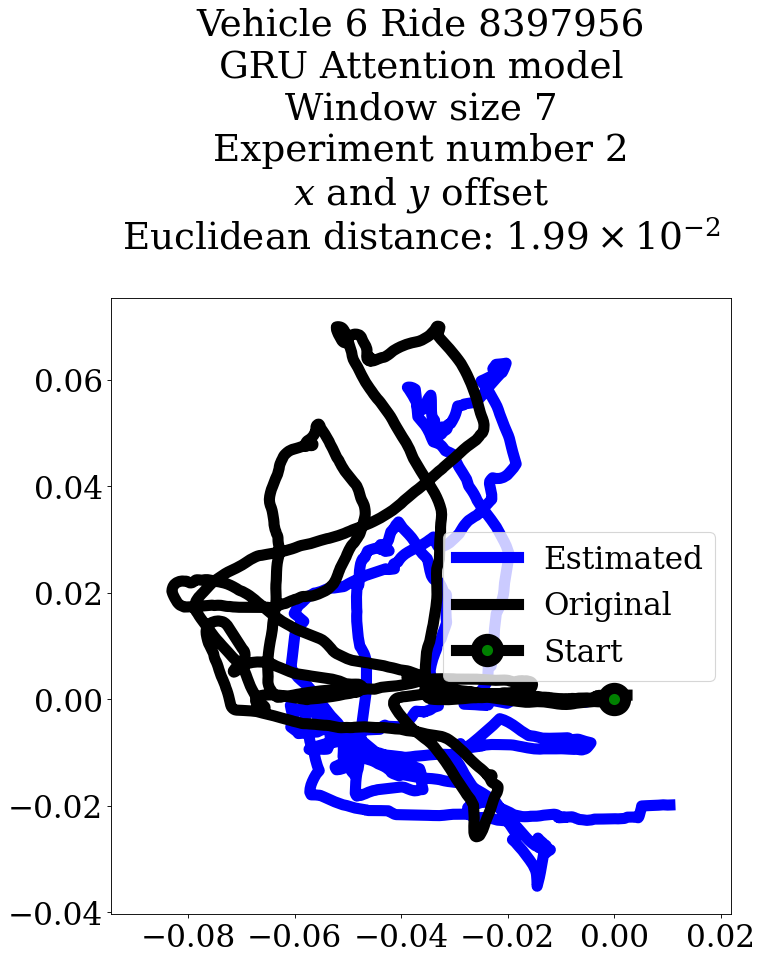 Vehicle 6 Ride 8397956
GRU Attention model
Window size 7
Experiment number 2
x and y offset
Euclidean distance: 1.99 × 10⁻²
0.06
0.04
0.02
0.00
−0.02
−0.04
Estimated
Original
Start
−0.08 −0.06 −0.04 −0.02 0.00 0.02